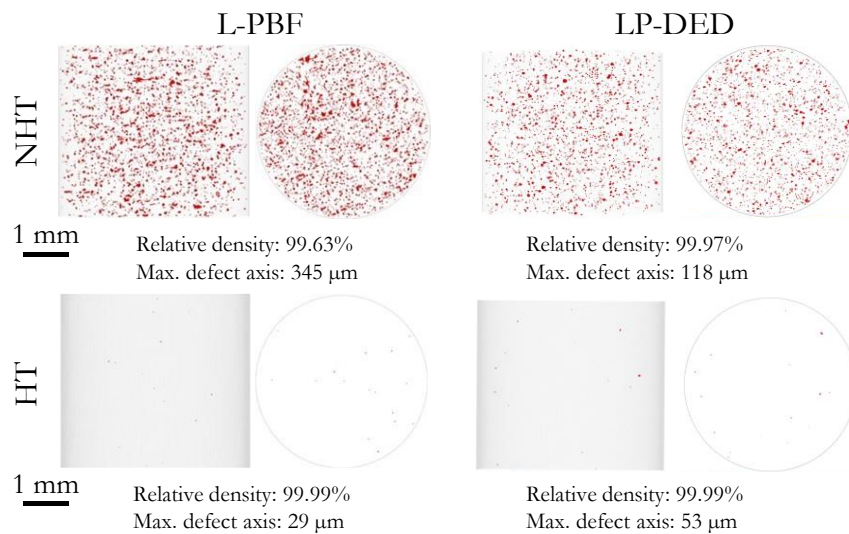 L-PBF LP-DED
NHT
1 mm
Relative density: 99.63% Relative density: 99.97%
Max. defect axis: 345 μm Max. defect axis: 118 μm
HT
1 mm
Relative density: 99.99% Relative density: 99.99%
Max. defect axis: 29 μm Max. defect axis: 53 μm